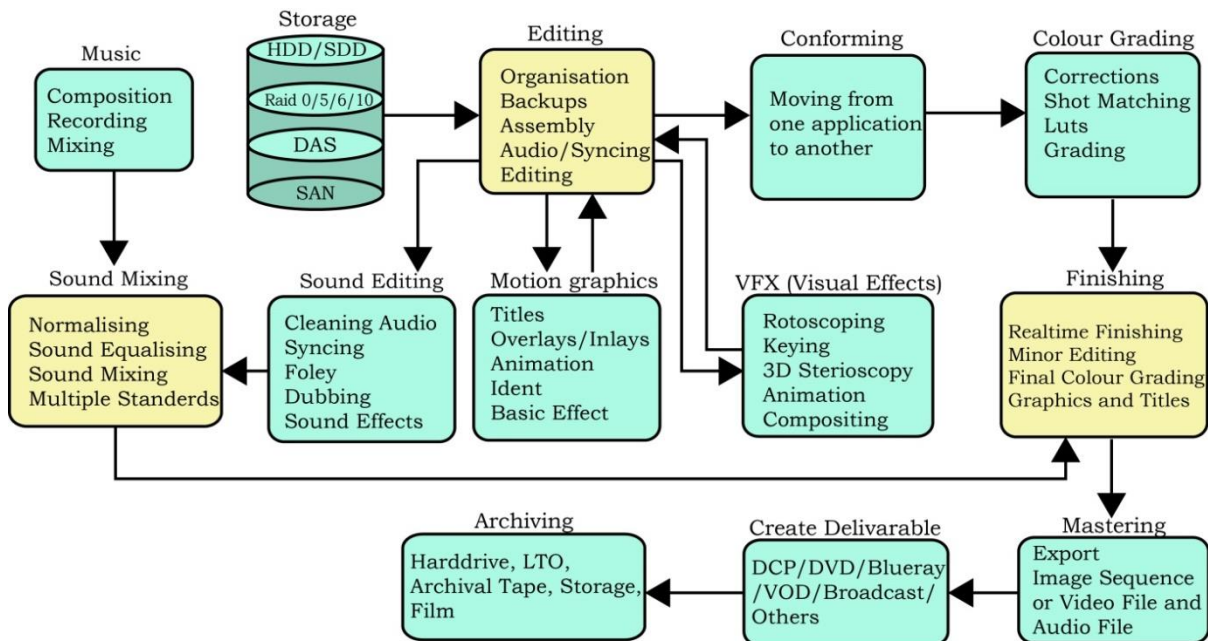 Storage
HDD/SDD
Raid 0/5/6/10
DAS
SAN
Music
Composition
Recording
Mixing
Editing
Organisation
Backups
Assembly
Audio/Syncing
Editing
Conforming
Moving from
one application
to another
Colour Grading
Corrections
Shot Matching
Luts
Grading
Sound Mixing
Normalising
Sound Equalising
Sound Mixing
Multiple Standerds
Sound Editing
Cleaning Audio
Syncing
Foley
Dubbing
Sound Effects
Motion graphics
Titles
Overlays/Inlays
Animation
Ident
Basic Effect
VFX (Visual Effects)
Rotoscoping
Keying
3D Sterioscopy
Animation
Compositing
Finishing
Realtime Finishing
Minor Editing
Final Colour Grading
Graphics and Titles
Archiving
Harddrive, LTO,
Archival Tape, Storage,
Film
Create Delivarable
DCP/DVD/Blueray
/VOD/Broadcast/
Others
Mastering
Export
Image Sequence
or Video File and
Audio File